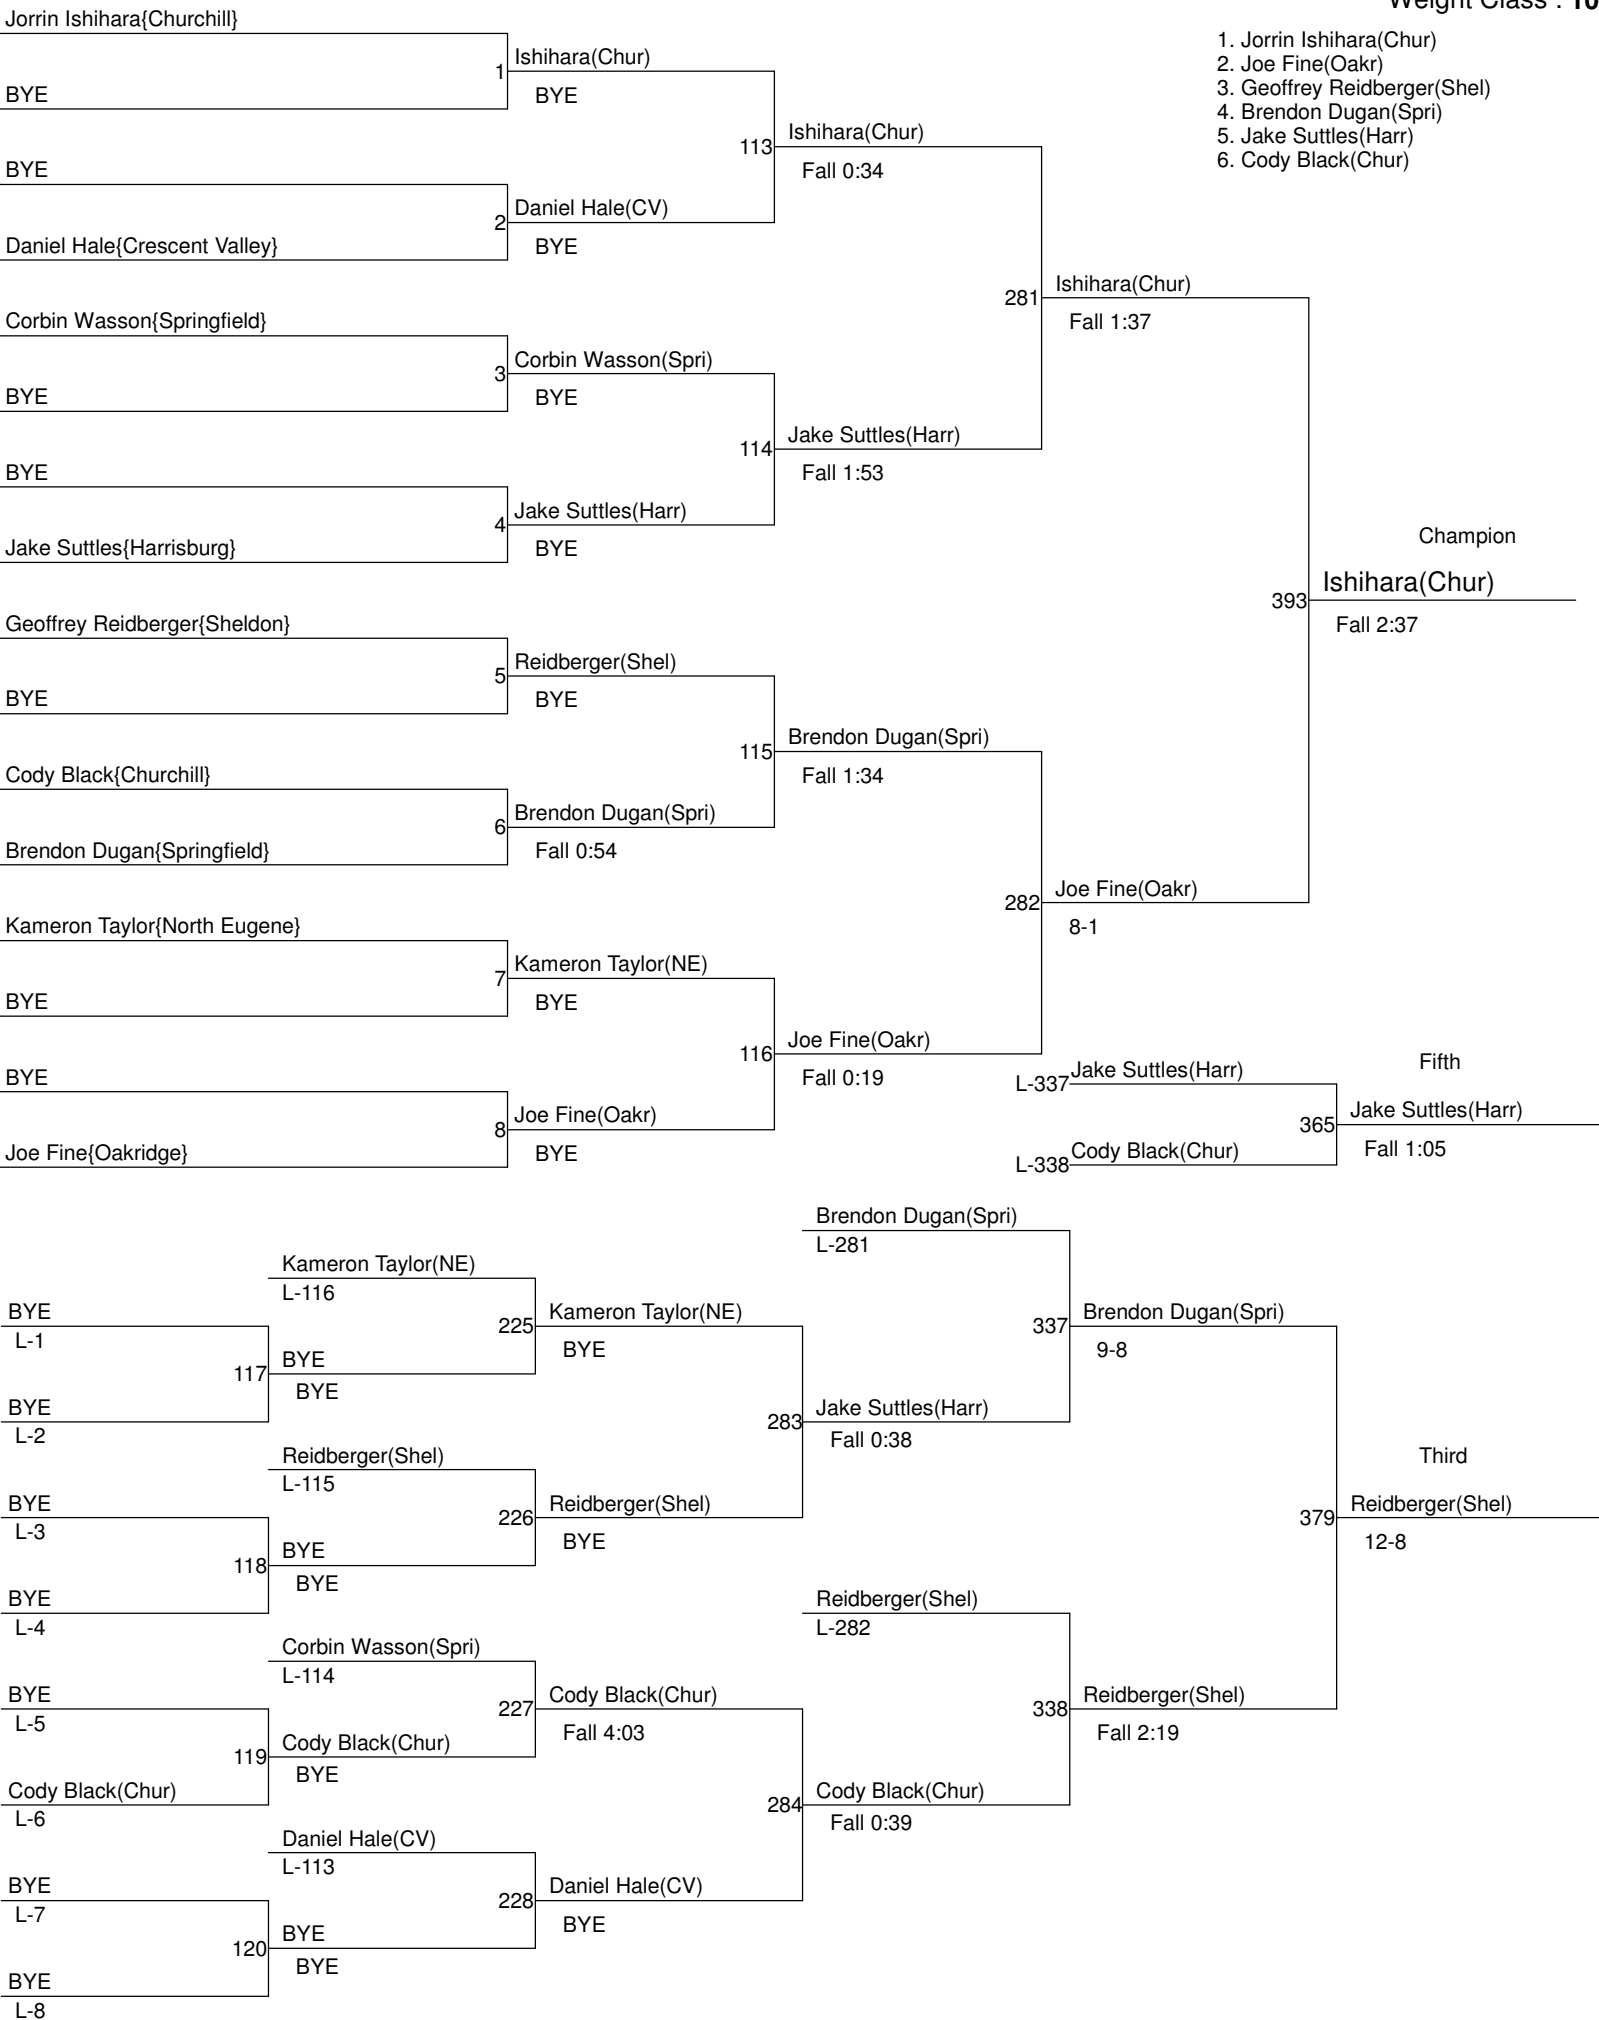 Weight Class : 10
1. Jorrin Ishihara(Chur)
2. Joe Fine(Oakr)
3. Geoffrey Reidberger(Shel)
4. Brendon Dugan(Spri)
5. Jake Suttles(Harr)
6. Cody Black(Chur)
Jorrin Ishihara{Churchill}
BYE
BYE
Daniel Hale{Crescent Valley}
Corbin Wasson{Springfield}
BYE
BYE
Jake Suttles{Harrisburg}
Geoffrey Reidberger{Sheldon}
BYE
Cody Black{Churchill}
Brendon Dugan{Springfield}
Kameron Taylor{North Eugene}
BYE
BYE
Joe Fine{Oakridge}
1
Ishihara(Chur)
BYE
2
Daniel Hale(CV)
BYE
3
Corbin Wasson(Spri)
BYE
4
Jake Suttles(Harr)
BYE
5
Reidberger(Shel)
BYE
6
Brendon Dugan(Spri)
Fall 0:54
7
Kameron Taylor(NE)
BYE
8
Joe Fine(Oakr)
BYE
113
Ishihara(Chur)
Fall 0:34
114
Jake Suttles(Harr)
Fall 1:53
115
Brendon Dugan(Spri)
Fall 1:34
116
Joe Fine(Oakr)
Fall 0:19
281
Ishihara(Chur)
Fall 1:37
282
Joe Fine(Oakr)
8-1
Champion
393
Ishihara(Chur)
Fall 2:37
L-337
Jake Suttles(Harr)
L-338
Cody Black(Chur)
Fifth
365
Jake Suttles(Harr)
Fall 1:05
BYE
L-1
BYE
L-2
BYE
L-3
BYE
L-4
BYE
L-5
Cody Black(Chur)
L-6
BYE
L-7
BYE
L-8
Kameron Taylor(NE)
L-116
117
BYE
BYE
Reidberger(Shel)
L-115
118
BYE
BYE
Corbin Wasson(Spri)
L-114
119
Cody Black(Chur)
BYE
Daniel Hale(CV)
L-113
120
BYE
BYE
225
Kameron Taylor(NE)
BYE
226
Reidberger(Shel)
BYE
227
Cody Black(Chur)
Fall 4:03
228
Daniel Hale(CV)
BYE
Brendon Dugan(Spri)
L-281
283
Jake Suttles(Harr)
Fall 0:38
Reidberger(Shel)
L-282
284
Cody Black(Chur)
Fall 0:39
337
Brendon Dugan(Spri)
9-8
338
Reidberger(Shel)
Fall 2:19
Third
379
Reidberger(Shel)
12-8